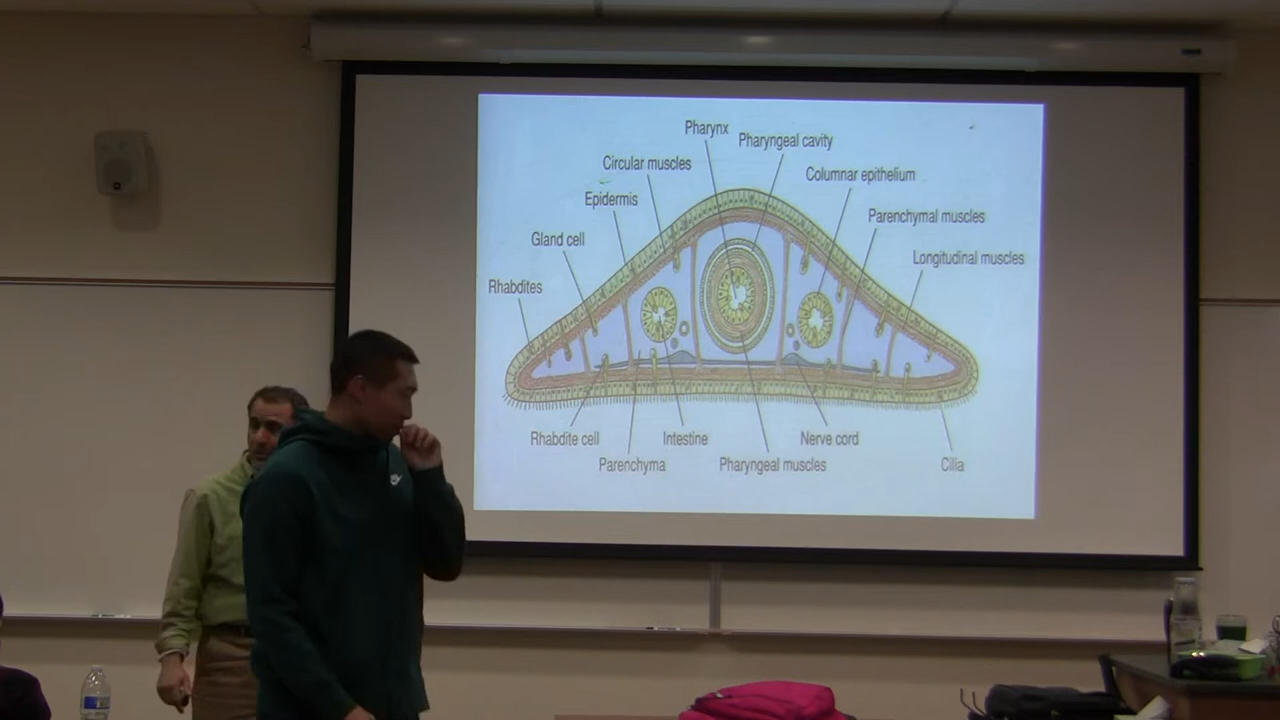 Pharynx
Pharyngeal cavity
Circular muscles
Columnar epithelium
Epidermis
Parenchymal muscles
Gland cell
Longitudinal muscles
Rhabdites
Rhabdite cell
Intestine
Nerve cord
Parenchyma
Pharyngeal muscles
Cilia